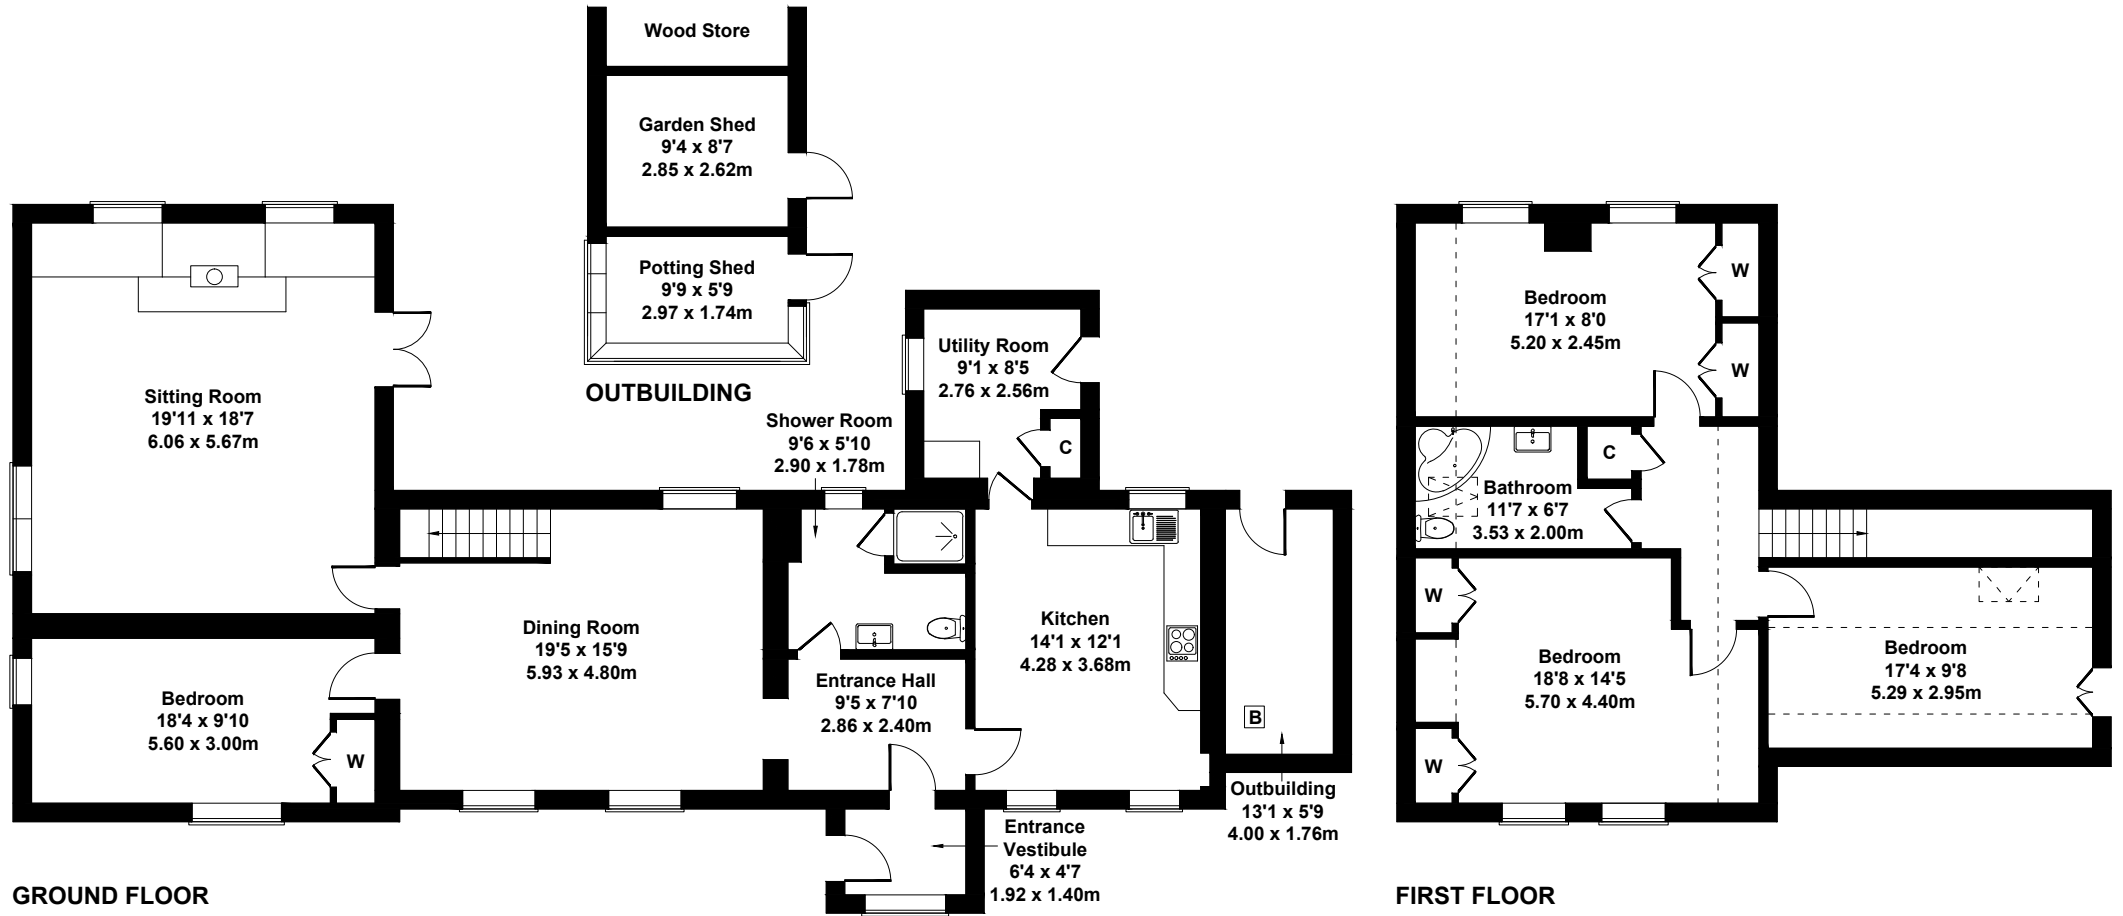 Wood Store
Garden Shed
9'4 x 8'7
2.85 x 2.62m
Potting Shed
9'9 x 5'9
2.97 x 1.74m
OUTBUILDING
Sitting Room
19'11 x 18'7
6.06 x 5.67m
Bedroom
18'4 x 9'10
5.60 x 3.00m
W
Dining Room
19'5 x 15'9
5.93 x 4.80m
Shower Room
9'6 x 5'10
2.90 x 1.78m
Entrance Hall
9'5 x 7'10
2.86 x 2.40m
Utility Room
9'1 x 8'5
2.76 x 2.56m
C
Kitchen
14'1 x 12'1
4.28 x 3.68m
B
Outbuilding
13'1 x 5'9
4.00 x 1.76m
Entrance
Vestibule
6'4 x 4'7
1.92 x 1.40m
GROUND FLOOR
Bedroom
17'1 x 8'0
5.20 x 2.45m
W
W
C
Bathroom
11'7 x 6'7
3.53 x 2.00m
W
Bedroom
18'8 x 14'5
5.70 x 4.40m
W
Bedroom
17'4 x 9'8
5.29 x 2.95m
FIRST FLOOR